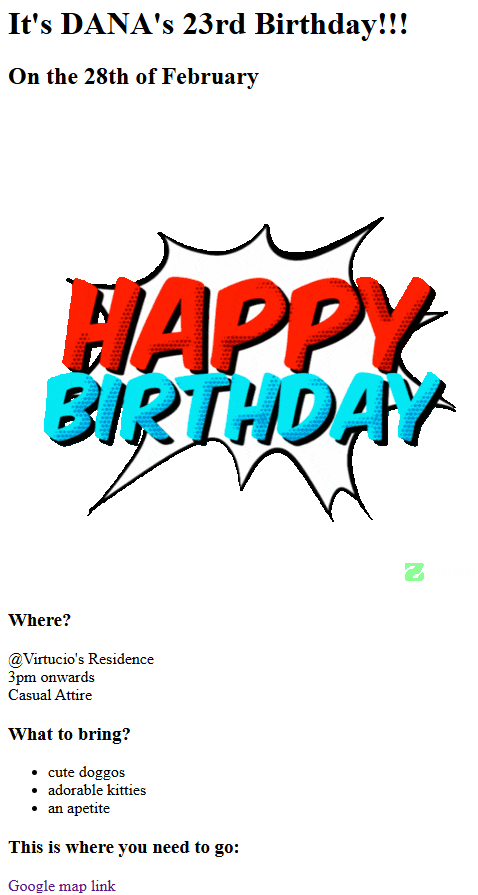 It's DANA's 23rd Birthday!!!
On the 28th of February
HAPPY
BIRTHDAY
Z
Where?
@Virtucio's Residence
3pm onwards
Casual Attire
What to bring?
cute doggos
adorable kitties
an apetite
This is where you need to go:
Google map link